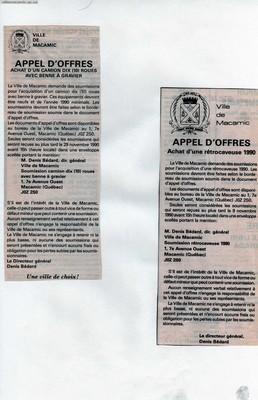 VILLE
DE
MACAMIC
APPEL D'OFFRES
ACHAT D'UN CAMION DIX (10) ROUES
AVEC BENNE À GRAVIER
La Ville de Macamic demande des soumissions
pour l'acquisition d'un camion dix (10) roues
avec benne à gravier. Ces équipements devront
être neufs et de l'année 1990 minimale. Les
soumissions devront être faites selon le borde-
reau de soumission soumis dans le document
d'appel d'offres.
Les documents d'appel d'offres sont disponibles
au bureau de la Ville de Macamic au 1, 7e
Avenue Ouest, Macamic (Québec) J0Z 2S0.
Seules seront considérées les soumissions qui
seront reçues au plus tard le 29 novembre 1990
avant 15h (heure locale) dans une enveloppe
scellée portant la mention:
M. Denis Bédard, dir. général
Ville de Macamic
Soumission camion dix (10) roues
avec benne à gravier
1, 7e Avenue Ouest
Macamic (Québec)
J0Z 2S0
S'il est de l'intérêt de la Ville de Macamic,
celle-ci peut passer outre à tout vice de forme ou
défaut mineur que peut contenir une soumission.
Aucun renseignement verbal relativement à cet
appel d'offres n'engage la responsabilité de la
Ville de Macamic ou ses représentants.
La Ville de Macamic ne s'engage à retenir ni la
plus basse, ni aucune des soumissions qui
seront présentées et n'encourt aucune frais ou
obligation pour les pertes subies par les soumis-
sionnaires.
Le directeur général
Denis Bédard
Une ville de choix!
Ville
de
Macamic
APPEL D'OFFRES
Achat d'une rétrocaveuse 1990
La Ville de Macamic demande des soumissions
pour l'acquisition d'une rétrocaveuse 1990.
Les soumissions devront être faites selon le
bordereau de soumission soumis dans le docu-
ment d'appel d'offres.
Les documents d'appel d'offres sont disponi-
bles au bureau de la Ville de Macamic au 1, 7e
Avenue Ouest, Macamic (Québec) J0Z 2S0.
Seules seront considérées les soumissions qui
seront reçues au plus tard le 8 novembre
1990 avant 15h (heure locale) dans une enveloppe
scellée portant la mention:
M. Denis Bédard, dir. général
Ville de Macamic
Soumission rétrocaveuse 1990
1, 7e Avenue Ouest
Macamic (Québec)
J0Z 2S0
S'il est de l'intérêt de la Ville de Macamic,
celle-ci peut passer outre à tout vice de forme ou
défaut mineur que peut contenir une soumission.
Aucun renseignement verbal relativement à
cet appel d'offres n'engage la responsabilité de
la Ville de Macamic ou ses représentants.
La Ville de Macamic ne s'engage à retenir ni la
plus basse, ni aucune des soumissions qui
seront présentées et n'encourt aucune frais ou
obligation pour les pertes subies par les soumis-
sionnaires.
Le directeur général,
Denis Bédard